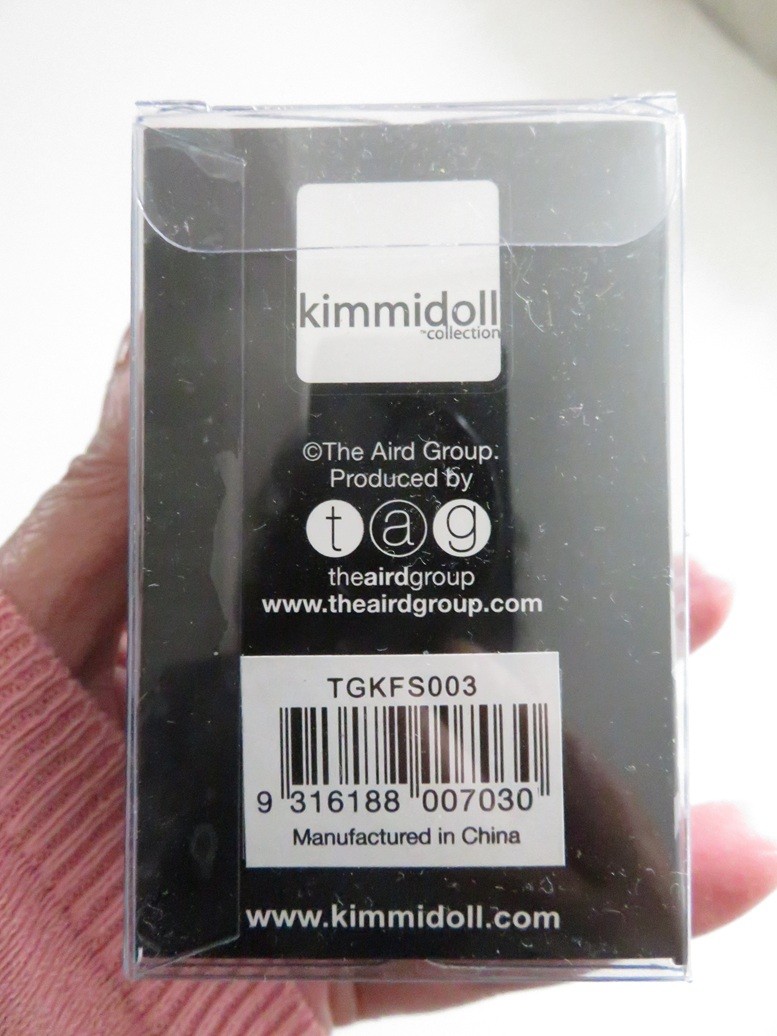 kimmidoll
™collection
©The Aird Group.
Produced by
tag
theairdgroup
www.theairdgroup.com
TGKFS003
9 316188 007030
Manufactured in China
www.kimmidoll.com